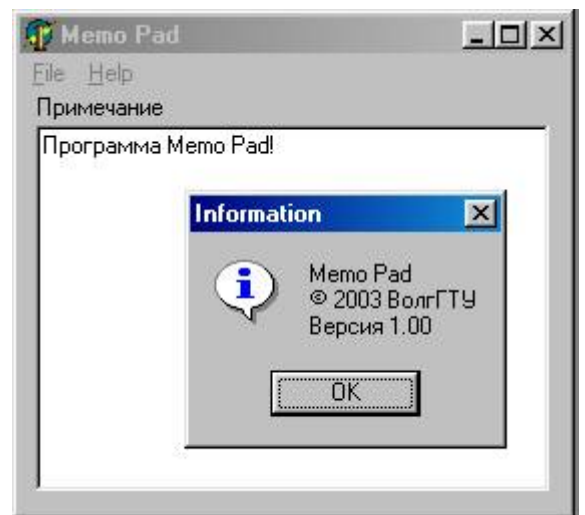 Memo Pad
File Help
Примечание
Программа Memo Pad!
Information
Memo Pad
© 2003 ВолгГТУ
Версия 1.00
OK